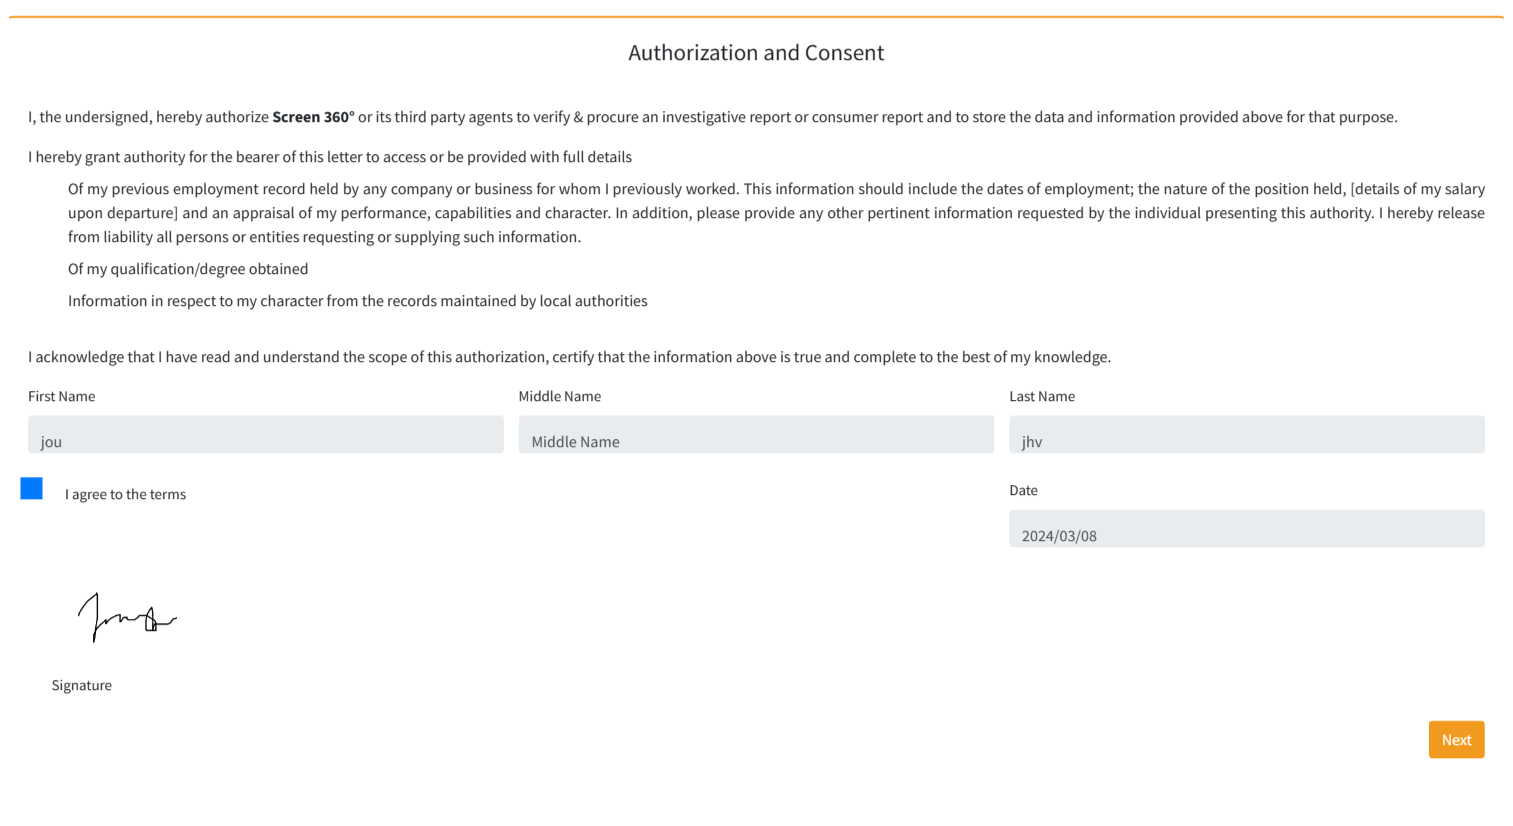 Authorization and Consent
I, the undersigned, hereby authorize Screen 360° or its third party agents to verify & procure an investigative report or consumer report and to store the data and information provided above for that purpose.
I hereby grant authority for the bearer of this letter to access or be provided with full details
Of my previous employment record held by any company or business for whom I previously worked. This information should include the dates of employment; the nature of the position held, [details of my salary
upon departure] and an appraisal of my performance, capabilities and character. In addition, please provide any other pertinent information requested by the individual presenting this authority. I hereby release
from liability all persons or entities requesting or supplying such information.
Of my qualification/degree obtained
Information in respect to my character from the records maintained by local authorities
I acknowledge that I have read and understand the scope of this authorization, certify that the information above is true and complete to the best of my knowledge.
First Name Middle Name Last Name
jou Middle Name jhv
I agree to the terms
Date
2024/03/08
Signature
Next